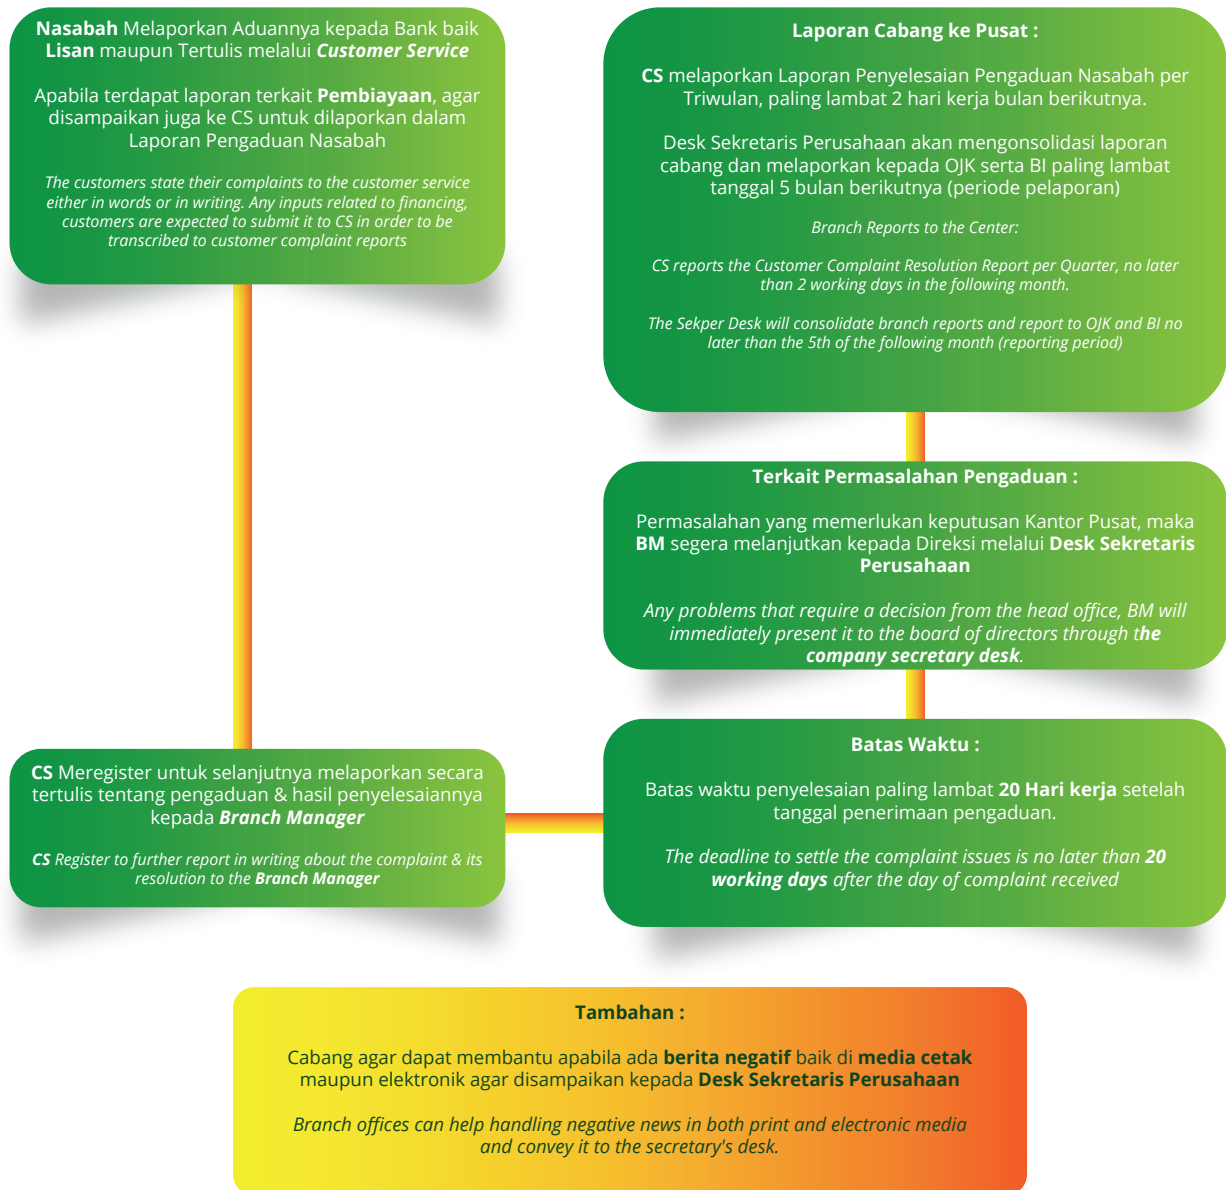 Nasabah Melaporkan Aduannya kepada Bank baik
Lisan maupun Tertulis melalui Customer Service
Apabila terdapat laporan terkait Pembiayaan, agar
disampaikan juga ke CS untuk dilaporkan dalam
Laporan Pengaduan Nasabah
The customers state their complaints to the customer service
either in words or in writing. Any inputs related to financing,
customers are expected to submit it to CS in order to be
transcribed to customer complaint reports
CS Meregister untuk selanjutnya melaporkan secara
tertulis tentang pengaduan & hasil penyelesaiannya
kepada Branch Manager
CS Register to further report in writing about the complaint & its
resolution to the Branch Manager
Batas Waktu :
Batas waktu penyelesaian paling lambat 20 Hari kerja setelah
tanggal penerimaan pengaduan.
The deadline to settle the complaint issues is no later than 20
working days after the day of complaint received
Terkait Permasalahan Pengaduan :
Permasalahan yang memerlukan keputusan Kantor Pusat, maka
BM segera melanjutkan kepada Direksi melalui Desk Sekretaris
Perusahaan
Any problems that require a decision from the head office, BM will
immediately present it to the board of directors through the
company secretary desk.
Laporan Cabang ke Pusat :
CS melaporkan Laporan Penyelesaian Pengaduan Nasabah per
Triwulan, paling lambat 2 hari kerja bulan berikutnya.
Desk Sekretaris Perusahaan akan mengonsolidasi laporan
cabang dan melaporkan kepada OJK serta BI paling lambat
tanggal 5 bulan berikutnya (periode pelaporan)
Branch Reports to the Center:
CS reports the Customer Complaint Resolution Report per Quarter, no later
than 2 working days in the following month.
The Sekper Desk will consolidate branch reports and report to OJK and BI no
later than the 5th of the following month (reporting period)
Tambahan :
Cabang agar dapat membantu apabila ada berita negatif baik di media cetak
maupun elektronik agar disampaikan kepada Desk Sekretaris Perusahaan
Branch offices can help handling negative news in both print and electronic media
and convey it to the secretary's desk.